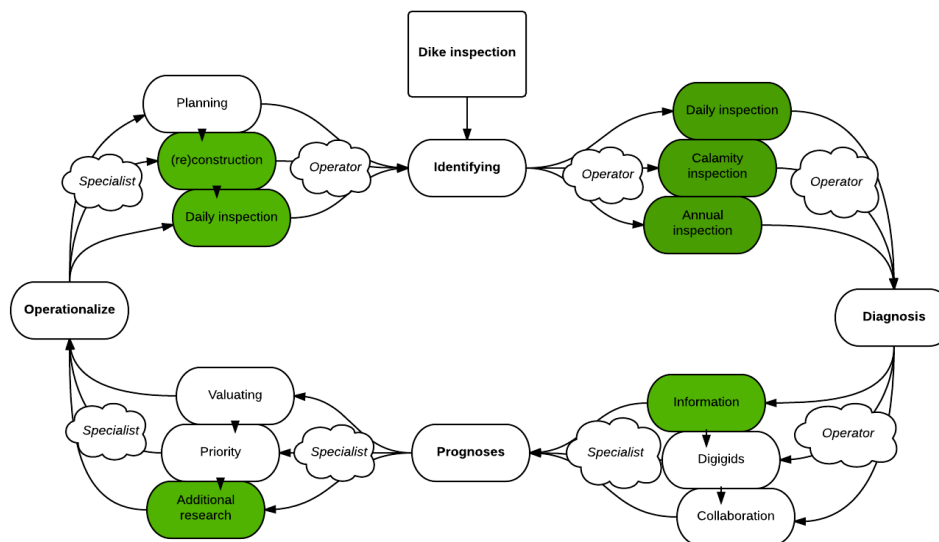 Dike inspection
Planning
(re)construction
Daily inspection
Specialist
Operator
Identifying
Operator
Daily inspection
Calamity
inspection
Annual
inspection
Operator
Operationalize
Diagnosis
Valuating
Priority
Additional
research
Specialist
Specialist
Prognoses
Specialist
Information
Digigids
Collaboration
Operator